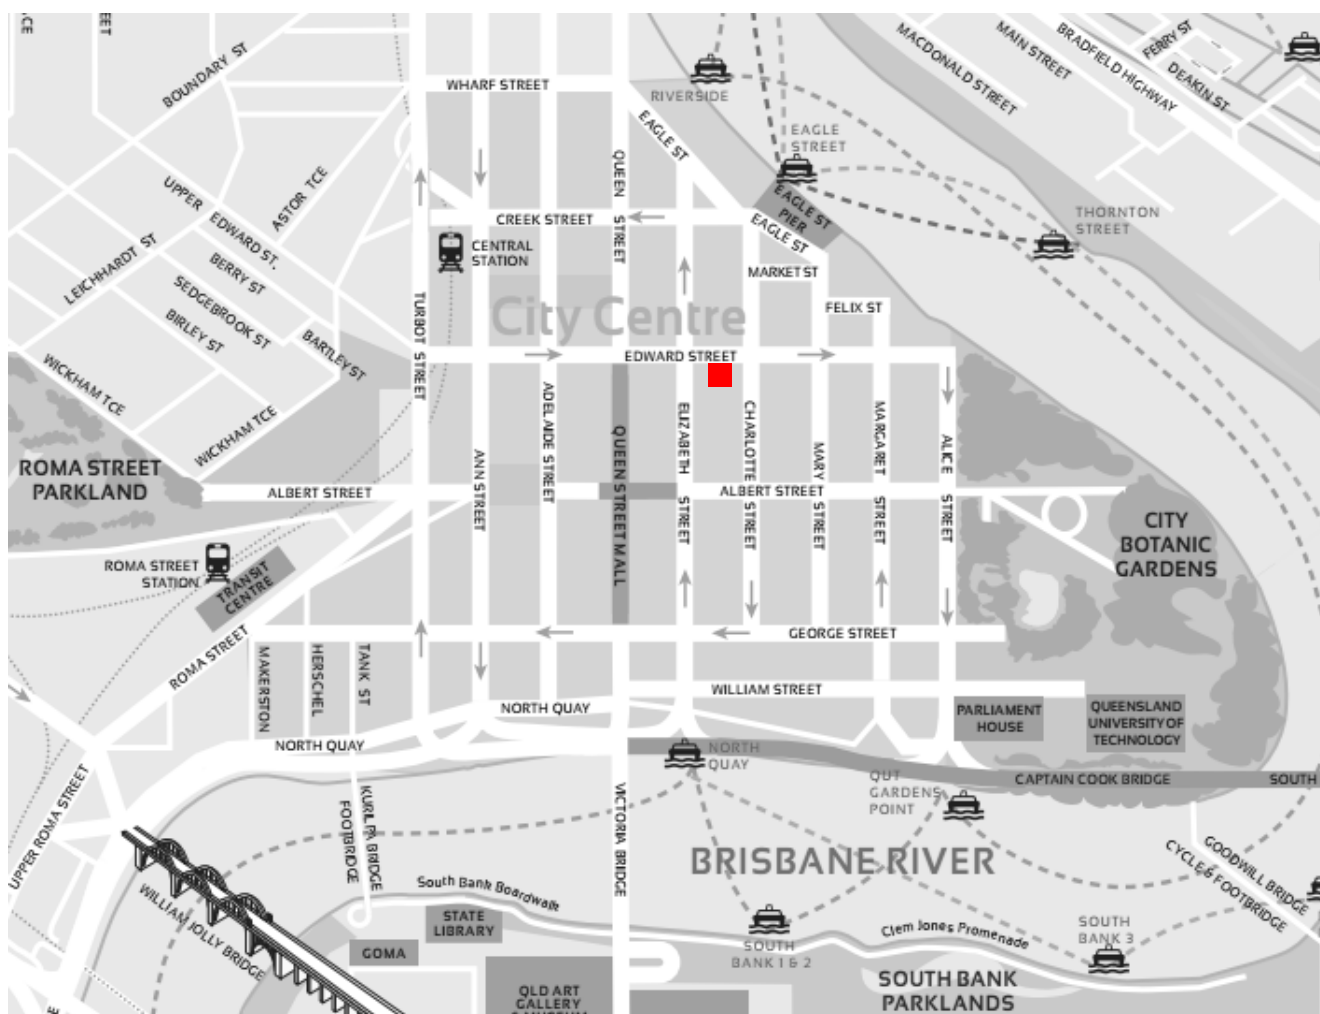 CE
EET
BOUNDARY ST
WHARF STREET
EAGLE ST
RIVERSIDE
EAGLE
STREET
MACDONALD STREET
MAIN STREET
BRADFIELD HIGHWAY
FERRY ST
DEAKIN ST
THORNTON
STREET
EAGLE ST
PIER
EAGLE ST
QUEEN STREET
CREEK STREET
CENTRAL
STATION
MARKET ST
FELIX ST
City Centre
UPPER
EDWARD ST.
ASTOR TCE
BERRY ST
LEICHHARDT ST
SEDGEBROOK ST
BIRLEY ST
BARTLEY ST
WICKHAM TCE
WICKHAM TCE
TURBOT STREET
EDWARD STREET
ADELAIDE STREET
ANN STREET
QUEEN STREET MALL
ELIZABETH STREET
CHARLOTTE STREET
MARY STREET
MARGARET STREET
ALICE STREET
ROMA STREET
PARKLAND
ALBERT STREET
ALBERT STREET
CITY
BOTANIC
GARDENS
ROMA STREET
STATION
TRANSIT
CENTRE
ROMA STREET
MAKERSTON
HERSCHEL
TANK ST
GEORGE STREET
WILLIAM STREET
NORTH QUAY
NORTH QUAY
PARLIAMENT
HOUSE
QUEENSLAND
UNIVERSITY OF
TECHNOLOGY
NORTH
QUAY
QUT
GARDENS
POINT
CAPTAIN COOK BRIDGE
SOUTH
UPPER ROMA STREET
KURILPA BRIDGE
FOOTBRIDGE
VICTORIA BRIDGE
BRISBANE RIVER
GOODWILL BRIDGE
CYCLE & FOOTBRIDGE
WILLIAM JOLLY BRIDGE
South Bank Boardwalk
STATE
LIBRARY
GOMA
SOUTH
BANK 1 & 2
Clem Jones Promenade
SOUTH
BANK 3
SOUTH BANK
PARKLANDS
QLD ART
GALLERY
& MUSEUM
E